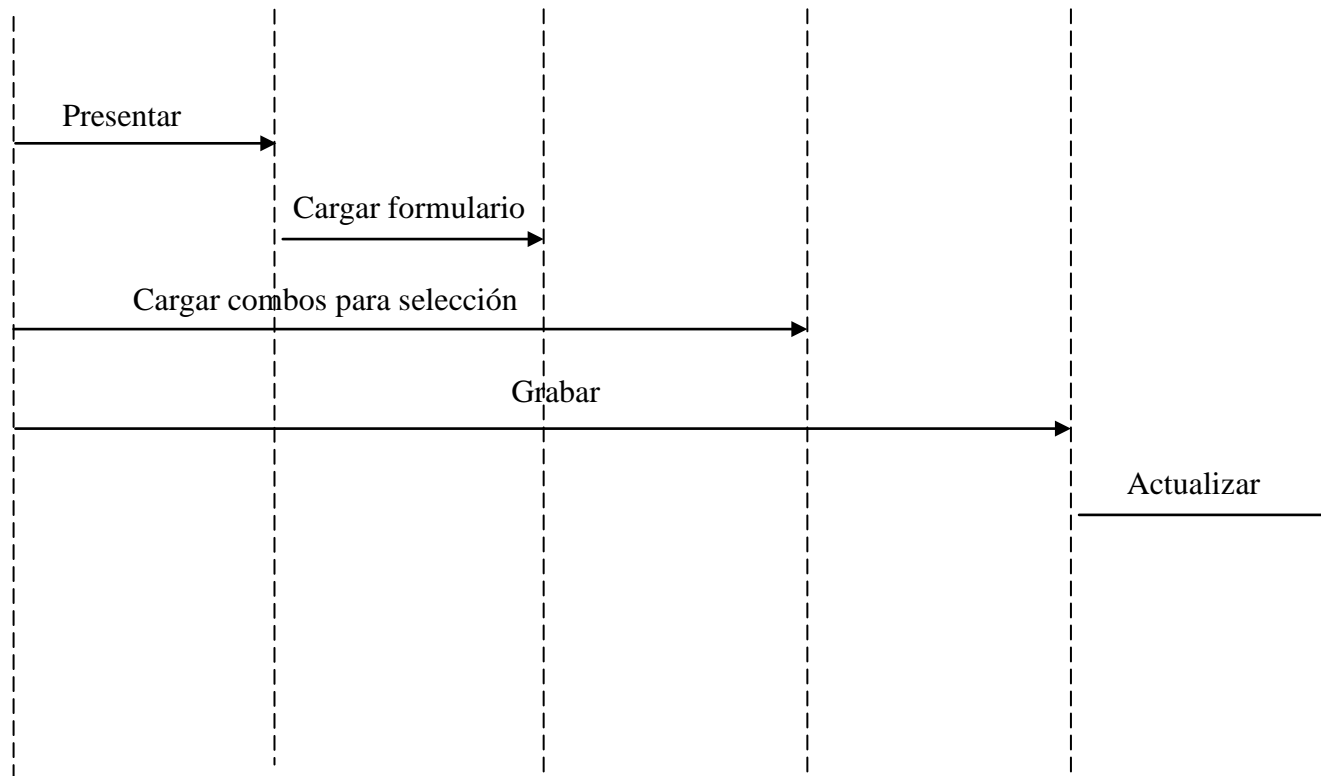 Presentar
Cargar formulario
Cargar combos para selección
Grabar
Actualizar